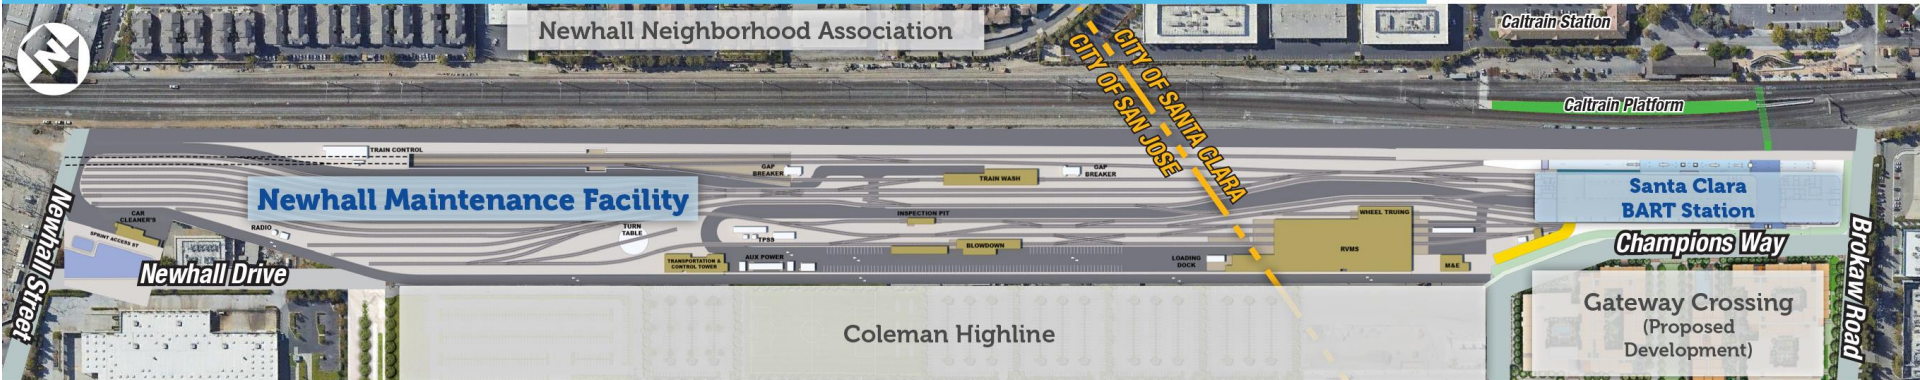 Newhall Neighborhood Association
Caltrain Station
N
CITY OF SANTA CLARA
CITY OF SAN JOSE
Caltrain Platform
TRAIN CONTROL
GAP
BREAKER
TRAIN WASH
GAP
BREAKER
Newhall Maintenance Facility
Santa Clara
BART Station
CAR
CLEANER'S
SPRINT ACCESS ST
RADIO
TURN
TABLE
INSPECTION PIT
WHEEL TRUING
TPSS
BLOWDOWN
RVMS
TRANSPORTATION &
CONTROL TOWER
AUX POWER
LOADING
DOCK
M&E
Champions Way
Newhall Street
Newhall Drive
Brokaw Road
Coleman Highline
Gateway Crossing
(Proposed
Development)